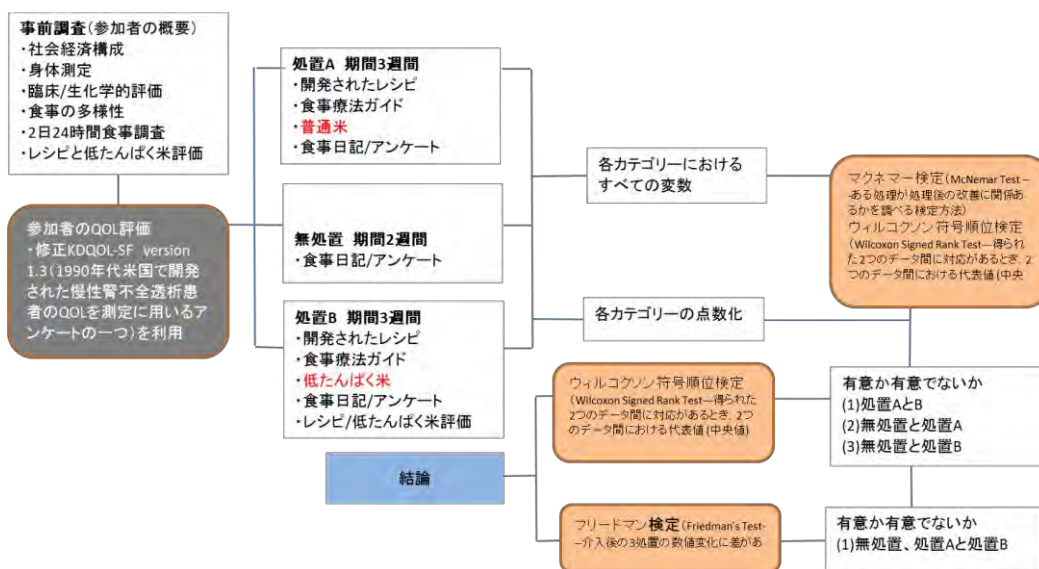 事前調査(参加者の概要)
・社会経済構成
・身体測定
・臨床/生化学的評価
・食事の多様性
・2日24時間食事調査
・レシピと低たんぱく米評価
参加者のQOL評価
・修正KDQOL-SF version
1.3(1990年代米国で開発
された慢性腎不全透析患
者のQOLを測定に用いるア
ンケートの一つ)を利用
処置A 期間3週間
・開発されたレシピ
・食事療法ガイド
・普通米
・食事日記/アンケート
無処置 期間2週間
・食事日記/アンケート
処置B 期間3週間
・開発されたレシピ
・食事療法ガイド
・低たんぱく米
・食事日記/アンケート
・レシピ/低たんぱく米評価
各カテゴリーにおける
すべての変数
各カテゴリーの点数化
マクネマー検定(McNemar Test –
–ある処理が処理後の改善に関係あ
るかを調べる検定方法)
ウィルコクソン符号順位検定
(Wilcoxon Signed Rank Test—得られ
た2つのデータ間に対応があるとき、2
つのデータ間における代表値(中央
有意か有意でないか
(1)処置AとB
(2)無処置と処置A
(3)無処置と処置B
ウィルコクソン符号順位検定
(Wilcoxon Signed Rank Test—得られた
2つのデータ間に対応があるとき、2つ
のデータ間における代表値(中央値)
結論
フリードマン検定(Friedman's Test-
–介入後の3処置の数値変化に差があ
有意か有意でないか
(1)無処置、処置Aと処置B